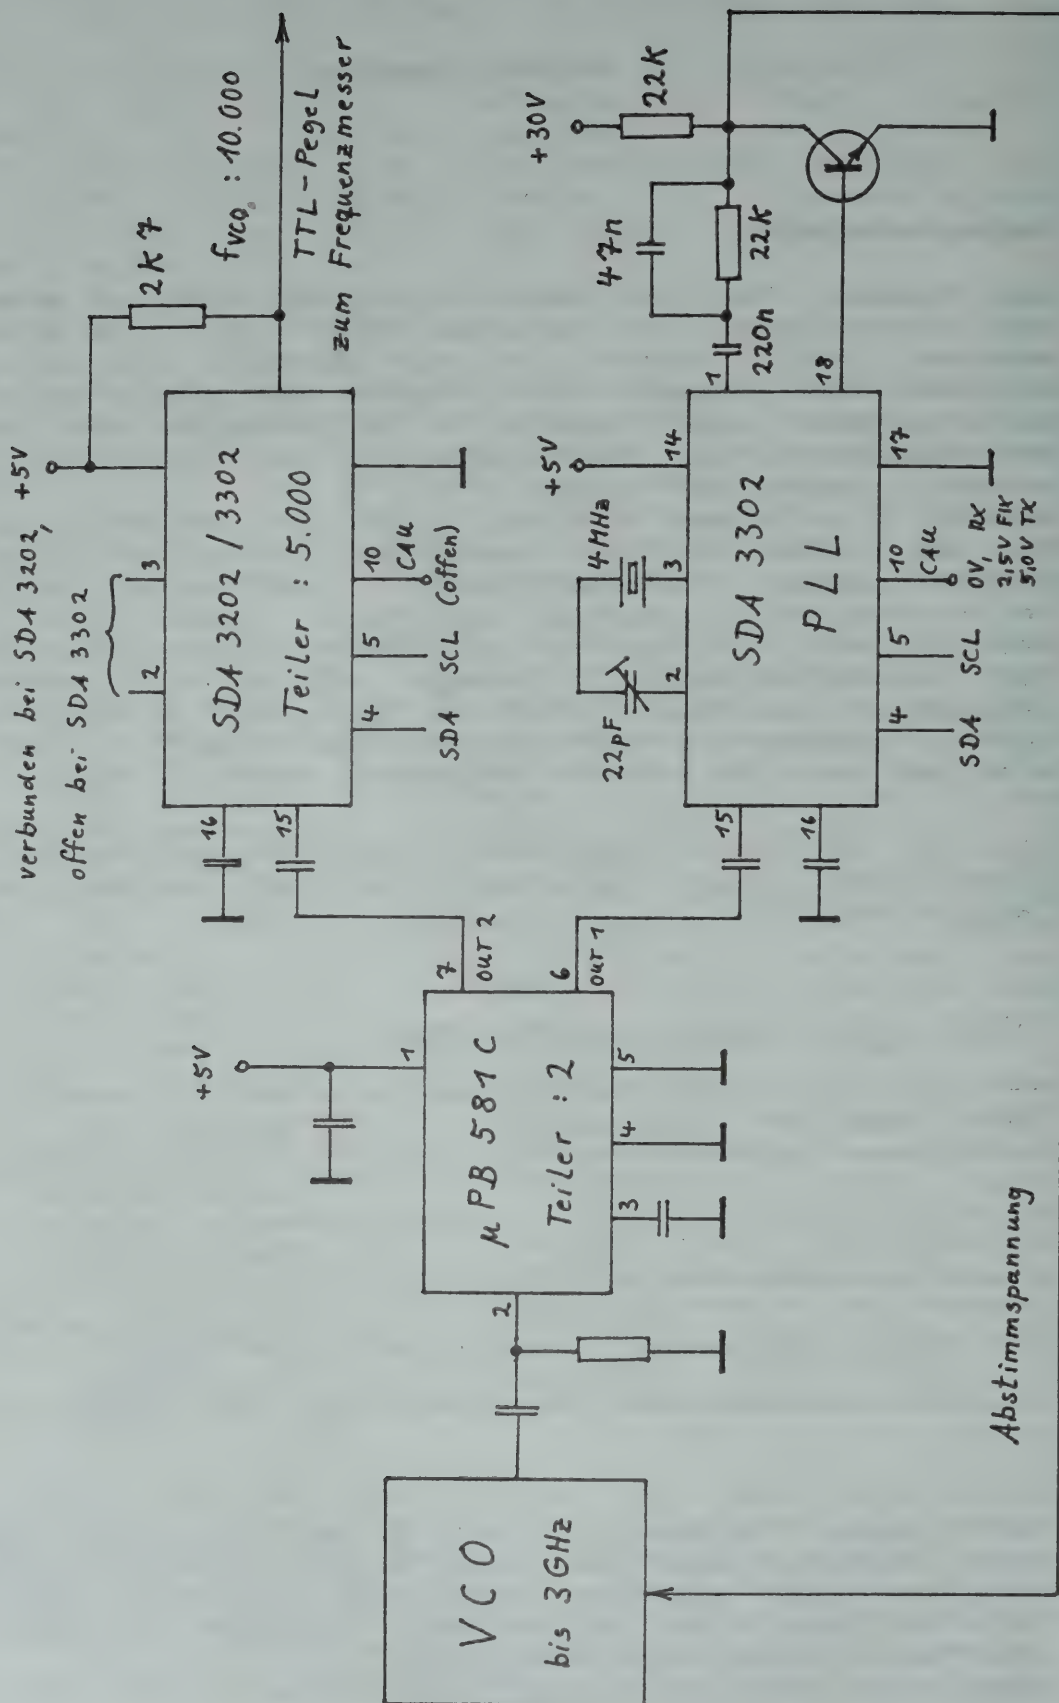 verbunden bei SDA 3202,
offen bei SDA 3302
+5V
2k7
fVCO : 10.000
TTL-Pegel
zum Frequenzmesser
2
3
16
15
SDA 3202 / 3302
Teiler : 5.000
4
5
10
SDA
SCL
CAU
(offen)
+5V
1
7
OUT 2
6
OUT 1
µPB 581 C
Teiler : 2
2
3
4
5
VCO
bis 3GHz
Abstimmspannung
22pF
4MHz
+5V
2
3
14
15
16
SDA 3302
PLL
1
18
4
5
10
17
SDA
SCL
CAU
0V, RX
2,5V FIX
5,0V TX
220n
47n
22k
+30V
22k